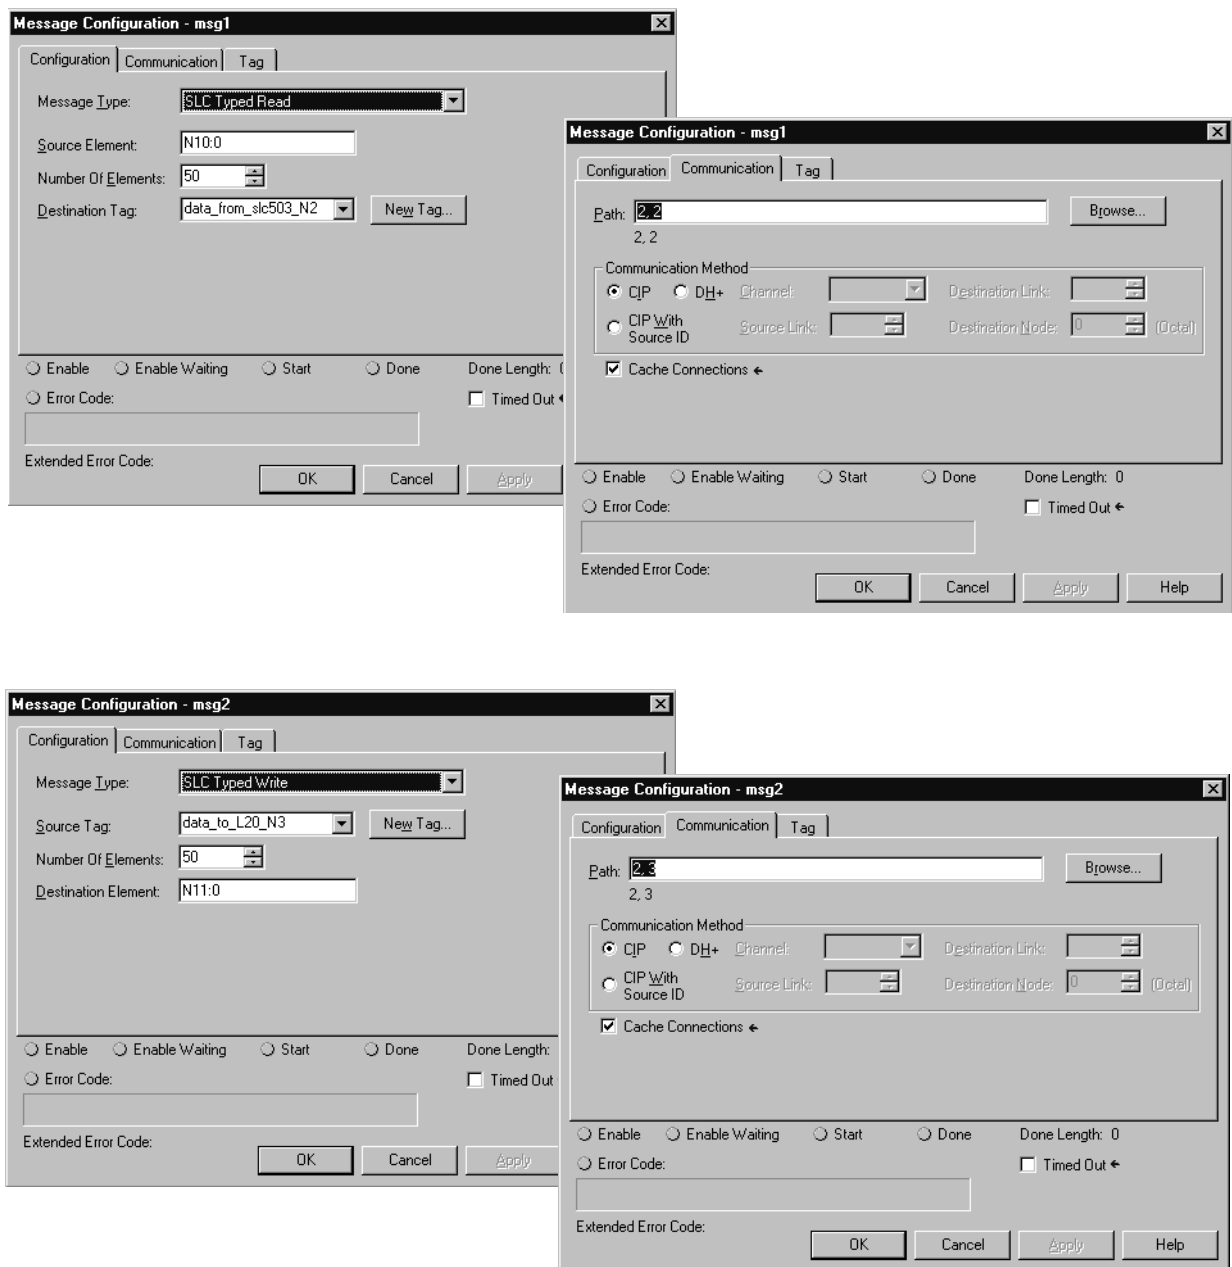 Message Configuration - msg1
Configuration Communication Tag
Message Type: SLC Typed Read
Source Element: N10:0
Number Of Elements: 50
Destination Tag: data_from_slc503_N2 New Tag...
Enable Enable Waiting Start Done Done Length:
Error Code: Timed Out
Extended Error Code:
OK Cancel Apply
Message Configuration - msg1
Configuration Communication Tag
Path: 2, 2 Browse...
2, 2
Communication Method
CIP DH+ Channel: Destination Link:
CIP With Source ID Source Link: Destination Node: 0 (Octal)
Cache Connections ←
Enable Enable Waiting Start Done Done Length: 0
Error Code: Timed Out ←
Extended Error Code:
OK Cancel Apply Help
Message Configuration - msg2
Configuration Communication Tag
Message Type: SLC Typed Write
Source Tag: data_to_L20_N3 New Tag...
Number Of Elements: 50
Destination Element: N11:0
Enable Enable Waiting Start Done Done Length:
Error Code: Timed Out
Extended Error Code:
OK Cancel Apply
Message Configuration - msg2
Configuration Communication Tag
Path: 2, 3 Browse...
2, 3
Communication Method
CIP DH+ Channel: Destination Link:
CIP With Source ID Source Link: Destination Node: 0 (Octal)
Cache Connections ←
Enable Enable Waiting Start Done Done Length: 0
Error Code: Timed Out ←
Extended Error Code:
OK Cancel Apply Help